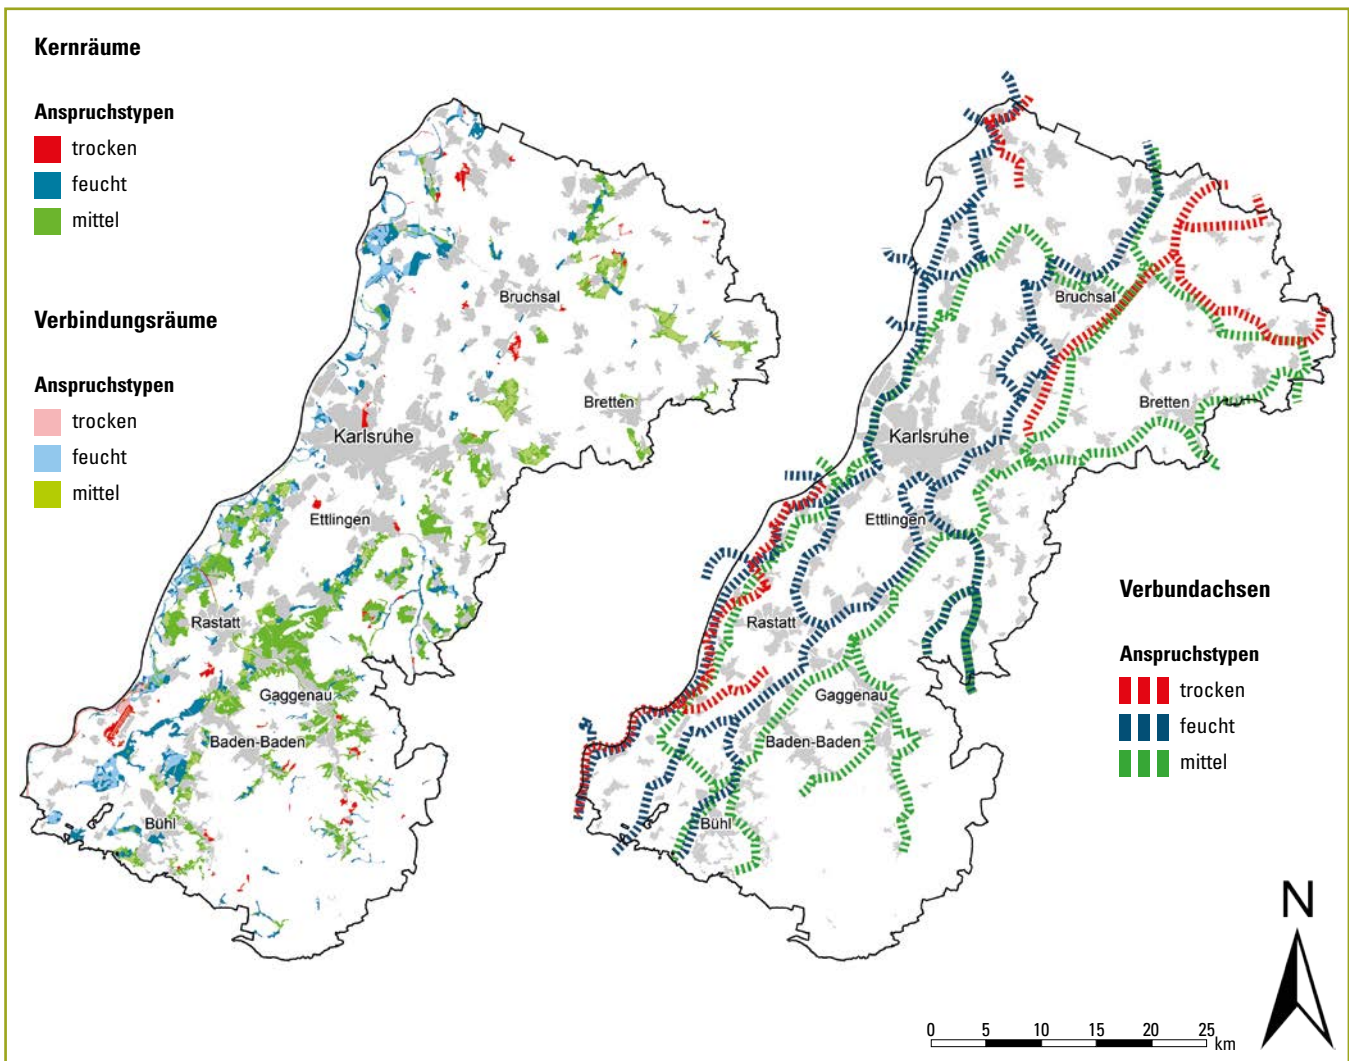 Kernräume
Anspruchstypen
trocken
feucht
mittel
Verbindungsräume
Anspruchstypen
trocken
feucht
mittel
Bruchsal
Bretten
Karlsruhe
Ettlingen
Rastatt
Gaggenau
Baden-Baden
Bühl
Bruchsal
Bretten
Karlsruhe
Ettlingen
Rastatt
Gaggenau
Baden-Baden
Bühl
Verbundachsen
Anspruchstypen
trocken
feucht
mittel
N
0 5 10 15 20 25 km